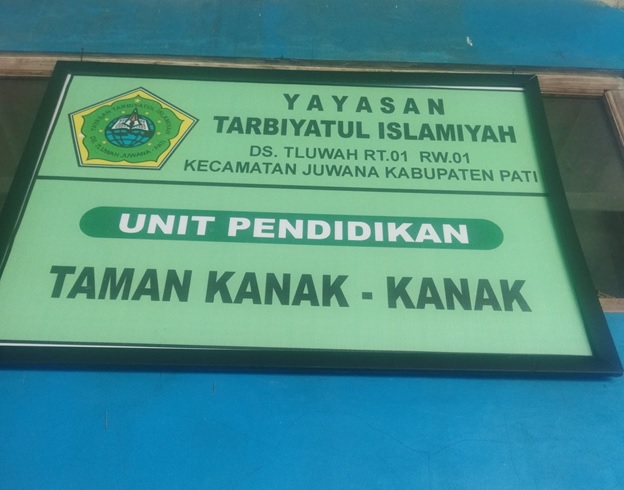 YAYASAN
TARBIYATUL ISLAMIYAH
DS. TLUWAH RT.01 RW.01
KECAMATAN JUWANA KABUPATEN PATI
UNIT PENDIDIKAN
TAMAN KANAK - KANAK